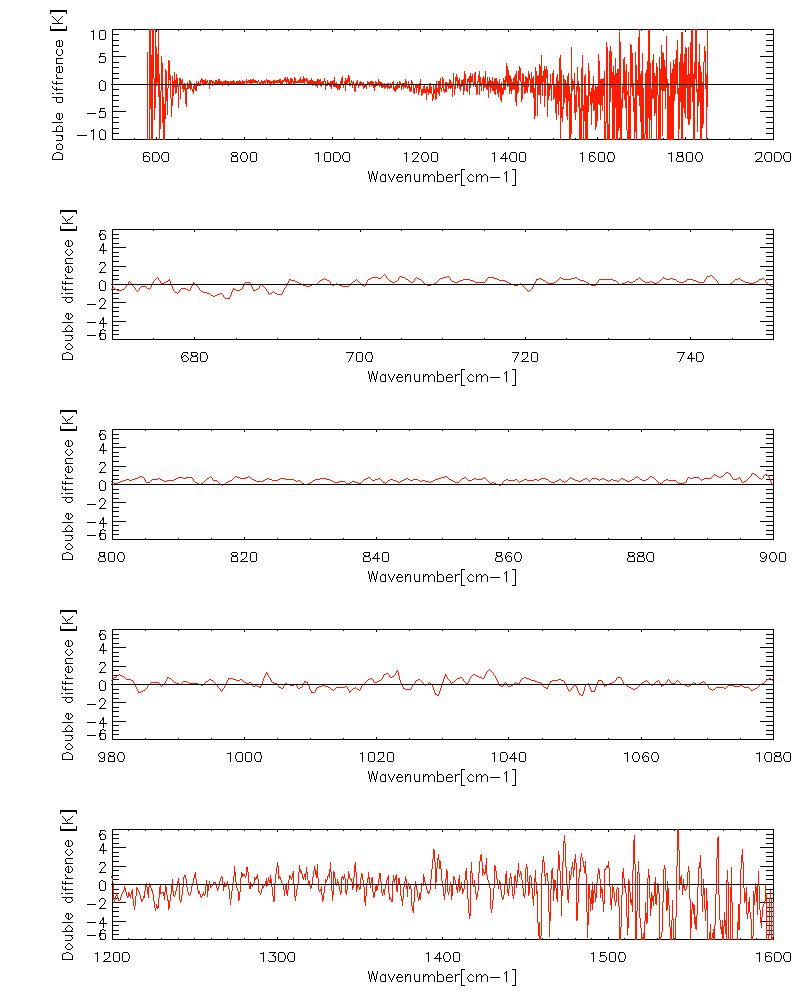 Double diffrence [K]
10
5
0
−5
−10
600 800 1000 1200 1400 1600 1800 2000
Wavenumber[cm−1]
Double diffrence [K]
6
4
2
0
−2
−4
−6
680 700 720 740
Wavenumber[cm−1]
Double diffrence [K]
6
4
2
0
−2
−4
−6
800 820 840 860 880 900
Wavenumber[cm−1]
Double diffrence [K]
6
4
2
0
−2
−4
−6
980 1000 1020 1040 1060 1080
Wavenumber[cm−1]
Double diffrence [K]
6
4
2
0
−2
−4
−6
1200 1300 1400 1500 1600
Wavenumber[cm−1]